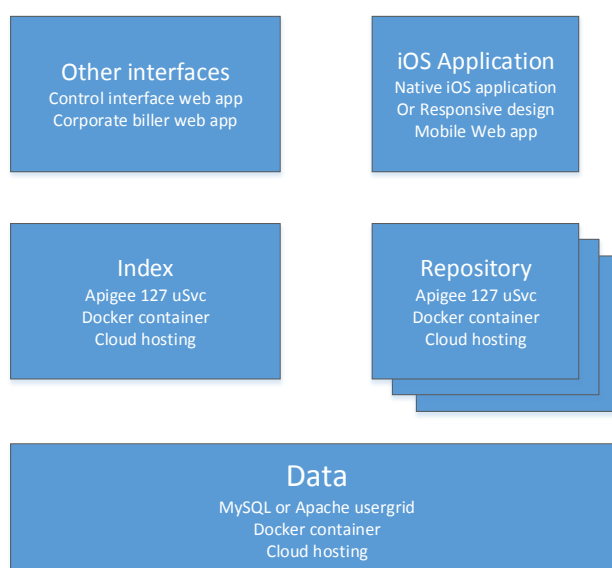 Other interfaces
Control interface web app
Corporate biller web app
iOS Application
Native iOS application
Or Responsive design
Mobile Web app
Index
Apigee 127 uSvc
Docker container
Cloud hosting
Repository
Apigee 127 uSvc
Docker container
Cloud hosting
Data
MySQL or Apache usergrid
Docker container
Cloud hosting